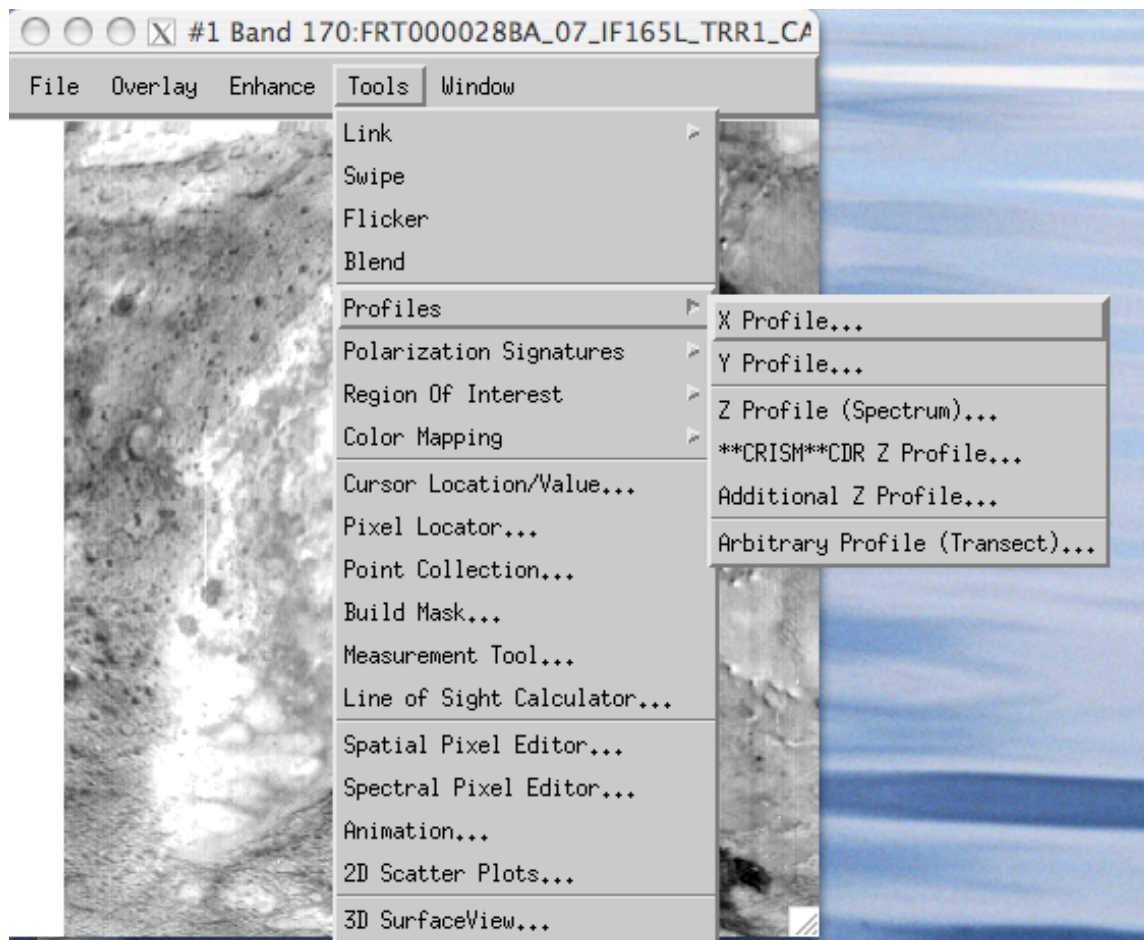 #1 Band 170:FRT000028BA_07_IF165L_TRR1_CA
File Overlay Enhance Tools Window
Link
Swipe
Flicker
Blend
Profiles
Polarization Signatures
Region Of Interest
Color Mapping
Cursor Location/Value...
Pixel Locator...
Point Collection...
Build Mask...
Measurement Tool...
Line of Sight Calculator...
Spatial Pixel Editor...
Spectral Pixel Editor...
Animation...
2D Scatter Plots...
3D SurfaceView...
X Profile...
Y Profile...
Z Profile (Spectrum)...
**CRISM**CDR Z Profile...
Additional Z Profile...
Arbitrary Profile (Transect)...